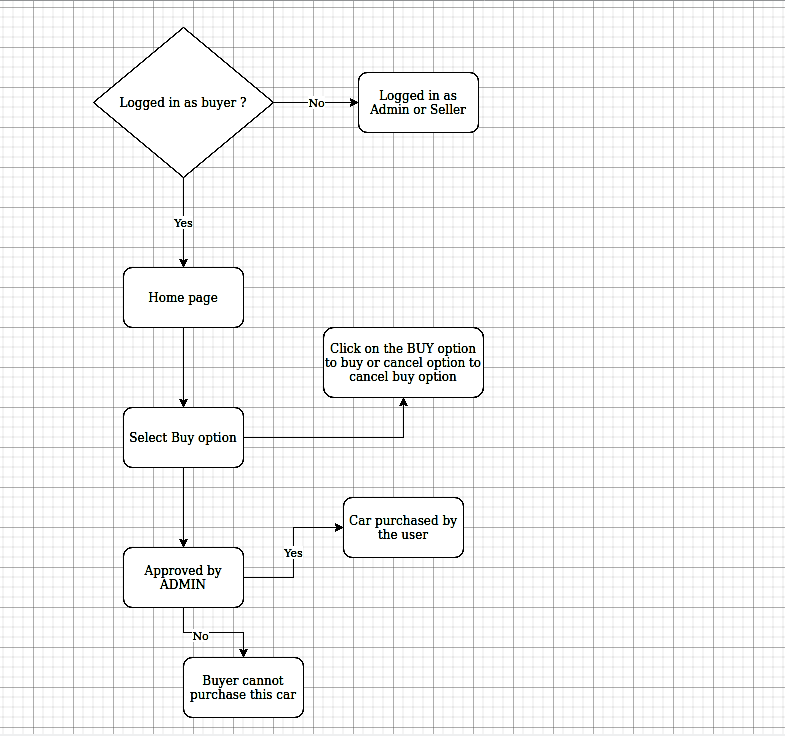 Logged in as buyer ?
No
Logged in as
Admin or Seller
Yes
Home page
Click on the BUY option
to buy or cancel option to
cancel buy option
Select Buy option
Car purchased by
the user
Yes
Approved by
ADMIN
No
Buyer cannot
purchase this car